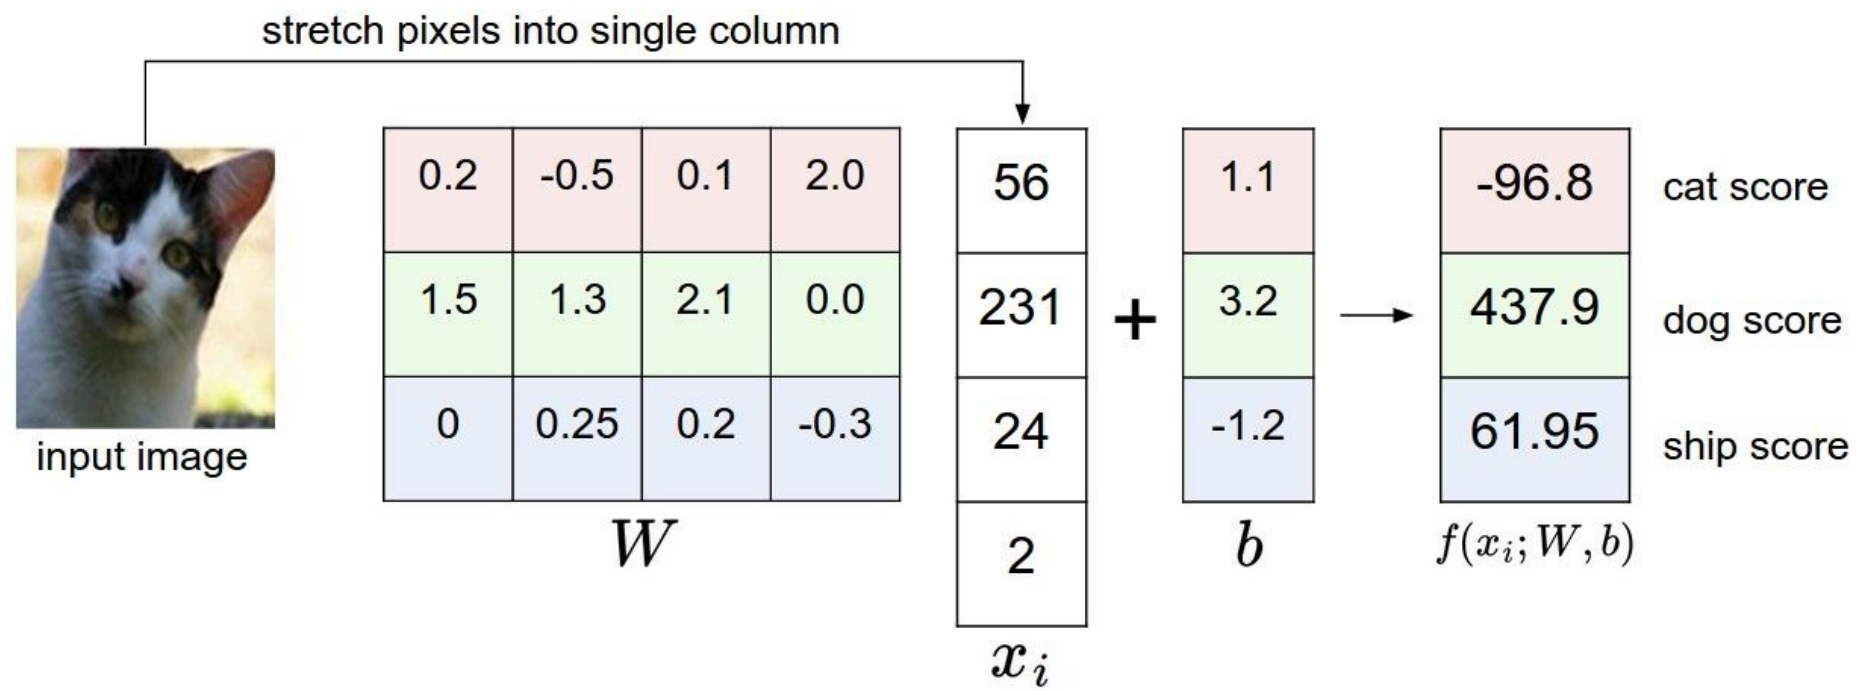 stretch pixels into single column
input image
0.2 -0.5 0.1 2.0
1.5 1.3 2.1 0.0
0 0.25 0.2 -0.3
W
56
231
24
2
x_i
+
1.1
3.2
-1.2
b
-96.8 cat score
437.9 dog score
61.95 ship score
f(x_i; W, b)